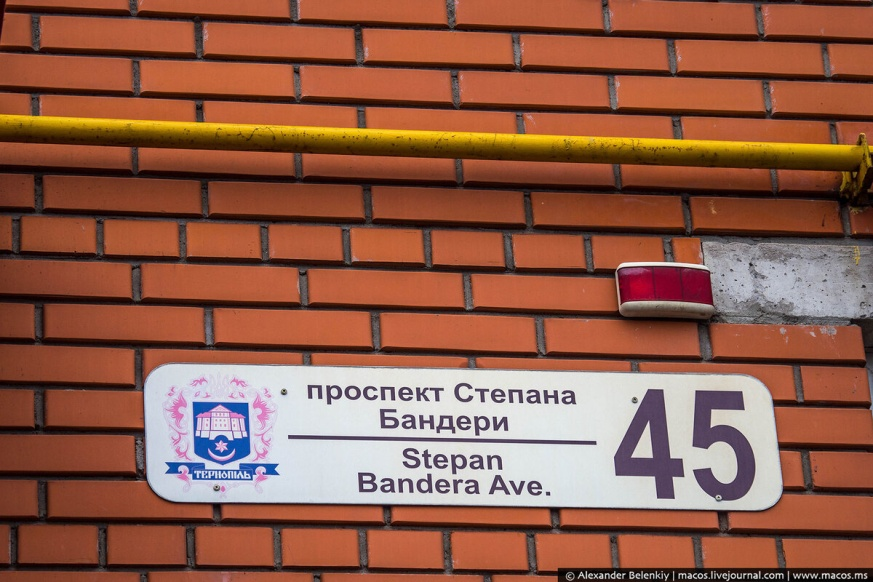 проспект Степана
Бандери
Stepan
Bandera Ave.
45
ТЕРНОПІЛЬ
© Alexander Belenkiy | macos.livejournal.com | www.macos.ms